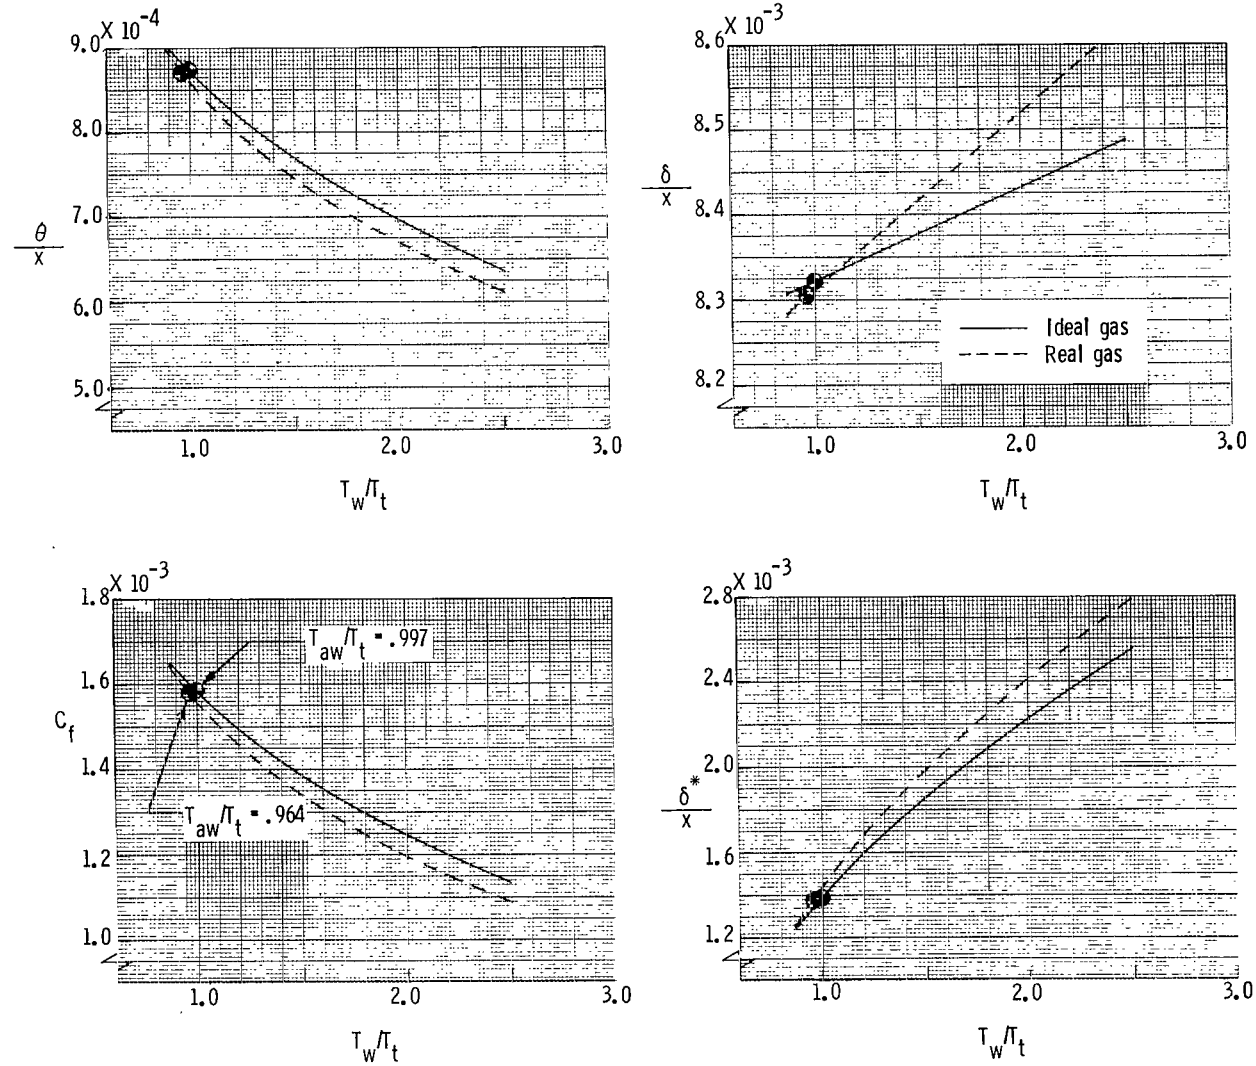 X 10-4
9.0
8.0
7.0
6.0
5.0
θ
x
1.0 2.0 3.0
Tw/Tt
X 10-3
8.6
8.5
8.4
8.3
8.2
δ
x
Ideal gas
Real gas
1.0 2.0 3.0
Tw/Tt
X 10-3
1.8
1.6
1.4
1.2
1.0
Cf
Taw/Tt = .997
Taw/Tt = .964
1.0 2.0 3.0
Tw/Tt
X 10-3
2.8
2.4
2.0
1.6
1.2
δ*
x
1.0 2.0 3.0
Tw/Tt